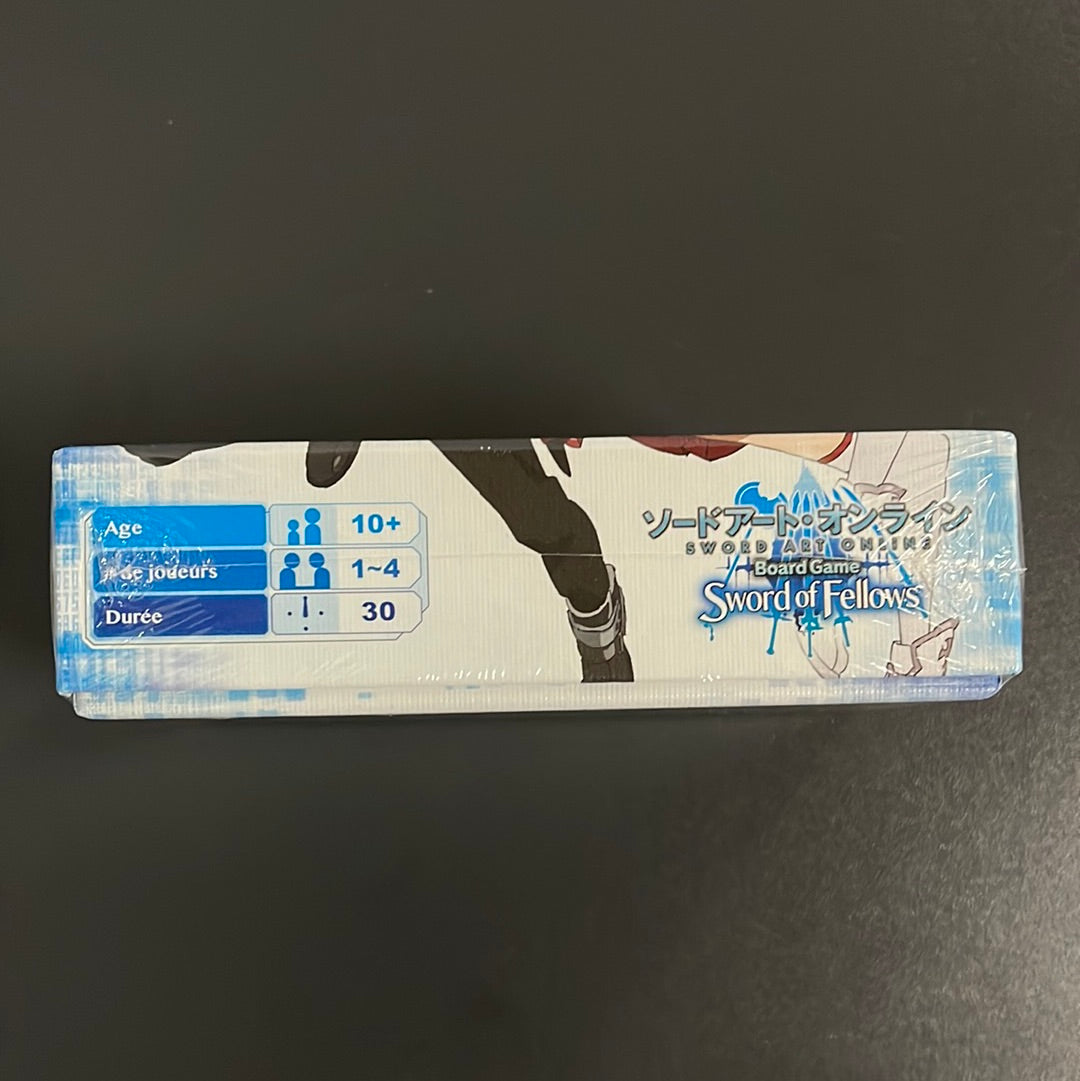 Age 10+
# de joueurs 1~4
Durée 30
ソードアート・オンライン
SWORD ART ONLINE
Board Game
Sword of Fellows